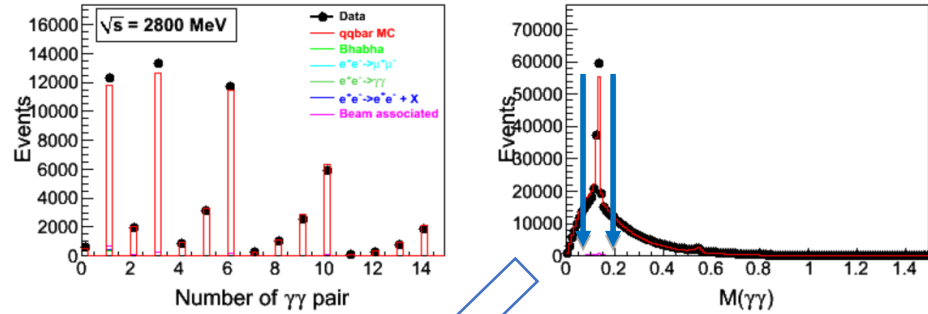 √s = 2800 MeV
Data
qqbar MC
Bhabha
e⁺e⁻->μ⁺μ⁻
e⁺e⁻->γγ
e⁺e⁻->e⁺e⁻ + X
Beam associated
Events
16000
14000
12000
10000
8000
6000
4000
2000
0
0 2 4 6 8 10 12 14
Number of γγ pair
Events
70000
60000
50000
40000
30000
20000
10000
0
0 0.2 0.4 0.6 0.8 1 1.2 1.4
M(γγ)